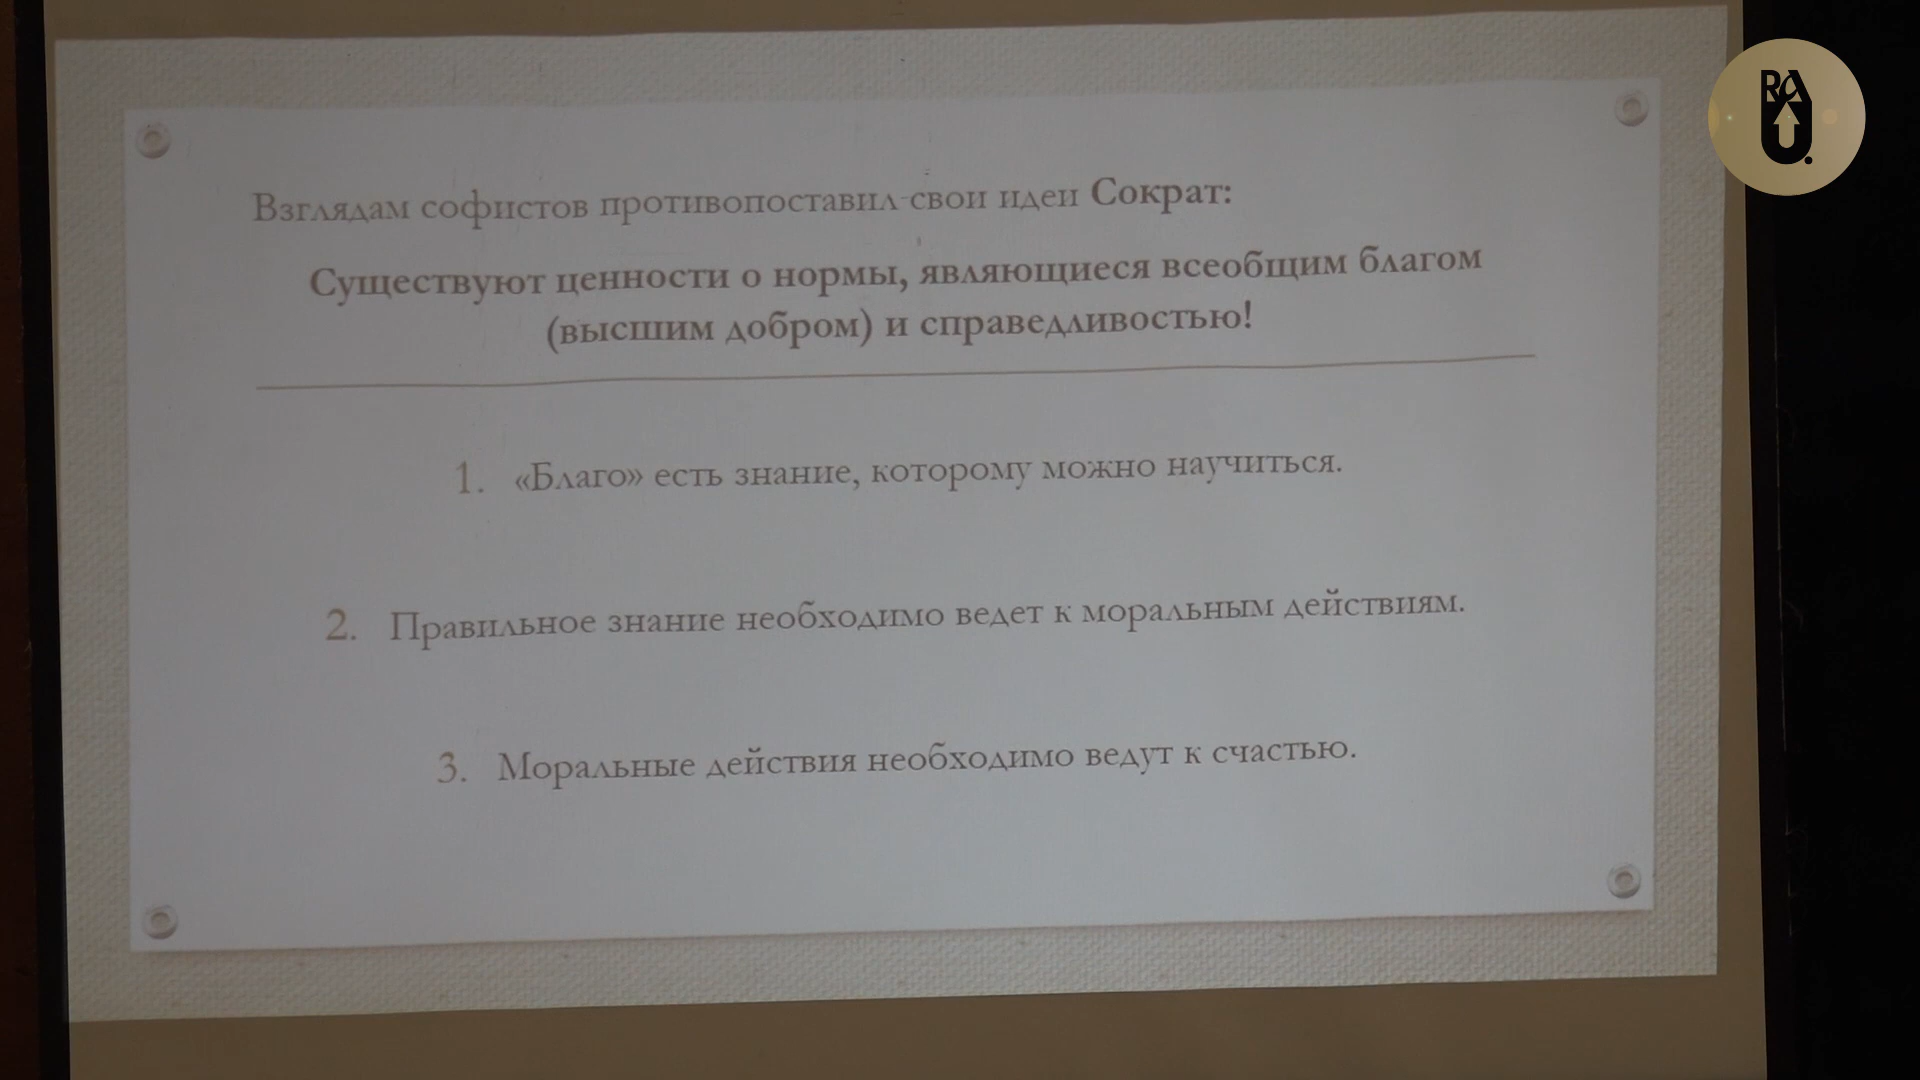 Взглядам софистов противопоставил свои идеи Сократ:
Существуют ценности о нормы, являющиеся всеобщим благом
(высшим добром) и справедливостью!
1. «Благо» есть знание, которому можно научиться.
2. Правильное знание необходимо ведет к моральным действиям.
3. Моральные действия необходимо ведут к счастью.
RAU